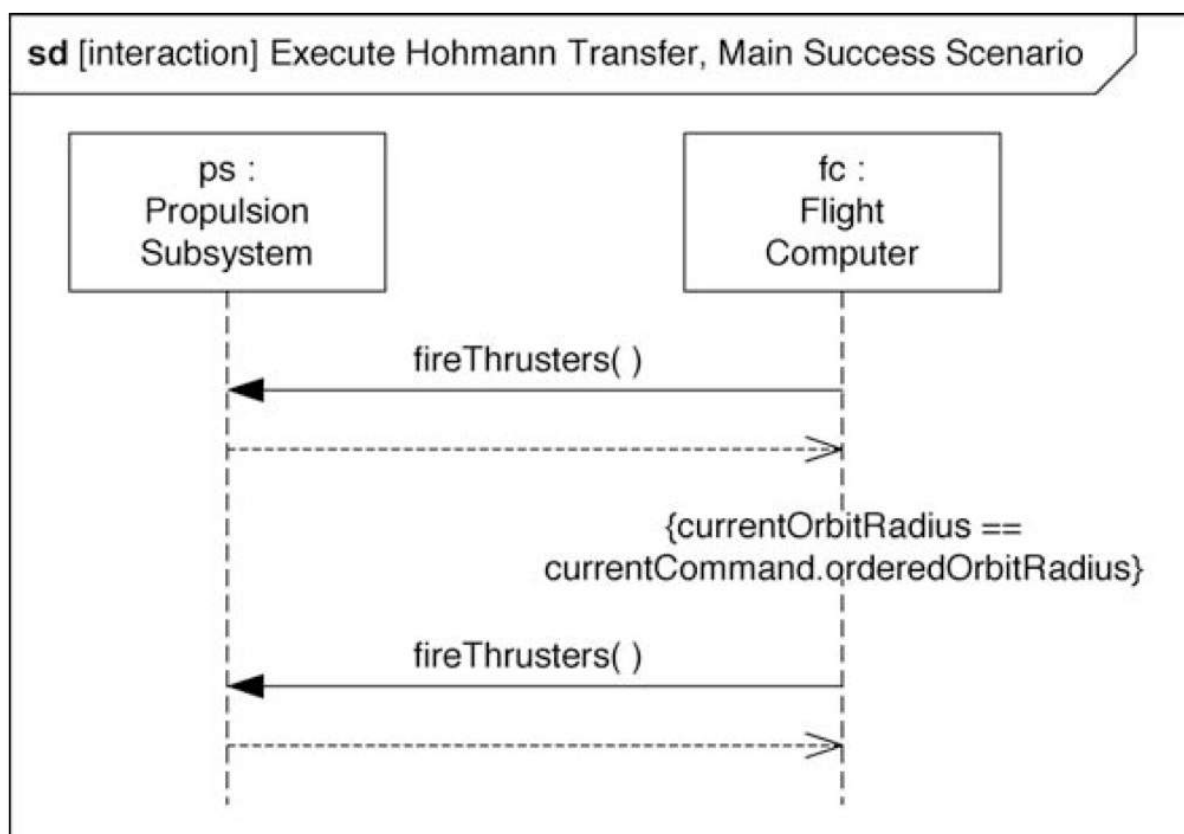 sd [interaction] Execute Hohmann Transfer, Main Success Scenario
ps :
Propulsion
Subsystem
fc :
Flight
Computer
fireThrusters( )
{currentOrbitRadius ==
currentCommand.orderedOrbitRadius}
fireThrusters( )